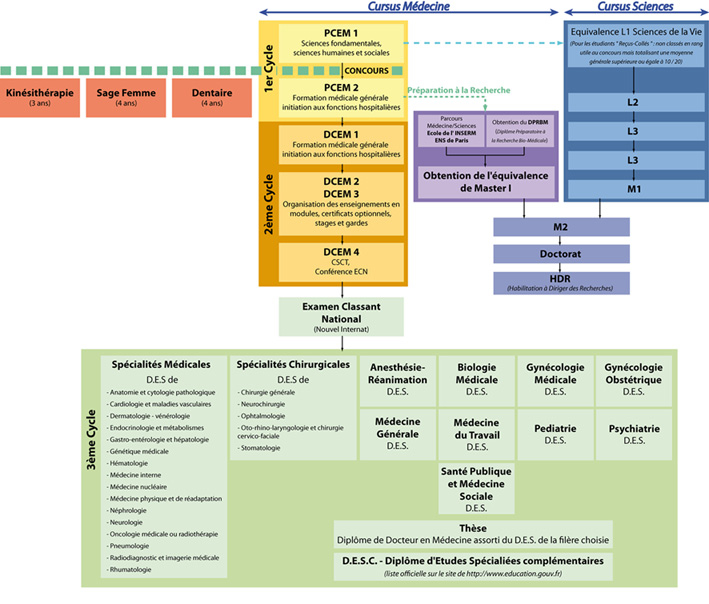 Cursus Médecine
Cursus Sciences
1er Cycle
PCEM 1
Sciences fondamentales,
sciences humaines et sociales
CONCOURS
Kinésithérapie
(3 ans)
Sage Femme
(4 ans)
Dentaire
(4 ans)
PCEM 2
Formation médicale générale
initiation aux fonctions hospitalières
Préparation à la Recherche
2ème Cycle
DCEM 1
Formation médicale générale
initiation aux fonctions hospitalières
DCEM 2
DCEM 3
Organisation des enseignements en
modules, certificats optionnels,
stages et gardes
DCEM 4
CSCT,
Conférence ECN
Parcours
Médecine/Sciences
Ecole de l' INSERM
ENS de Paris
Obtention du DPRBM
(Diplôme Préparatoire à
la Recherche Bio-Médicale)
Obtention de l'équivalence
de Master I
Equivalence L1 Sciences de la Vie
(Pour les étudiants " Reçus-Collés " : non classés en rang
utile au concours mais totalisant une moyenne
générale supérieure ou égale à 10 / 20)
L2
L3
L3
M1
M2
Doctorat
HDR
(Habilitation à Diriger des Recherches)
Examen Classant
National
(Nouvel Internat)
3ème Cycle
Spécialités Médicales
D.E.S de
- Anatomie et cytologie pathologique
- Cardiologie et maladies vasculaires
- Dermatologie - vénérologie
- Endocrinologie et métabolismes
- Gastro-entérologie et hépatologie
- Génétique médicale
- Hématologie
- Médecine interne
- Médecine nucléaire
- Médecine physique et de réadaptation
- Néphrologie
- Neurologie
- Oncologie médicale ou radiothérapie
- Pneumologie
- Radiodiagnostic et imagerie médicale
- Rhumatologie
Spécialités Chirurgicales
D.E.S de
- Chirurgie générale
- Neurochirurgie
- Ophtalmologie
- Oto-rhino-laryngologie et chirurgie
cervico-faciale
- Stomatologie
Anesthésie-
Réanimation
D.E.S.
Biologie
Médicale
D.E.S.
Gynécologie
Médicale
D.E.S.
Gynécologie
Obstétrique
D.E.S.
Médecine
Générale
D.E.S.
Médecine
du Travail
D.E.S.
Pediatrie
D.E.S.
Psychiatrie
D.E.S.
Santé Publique
et Médecine
Sociale
D.E.S.
Thèse
Diplôme de Docteur en Médecine assorti du D.E.S. de la filère choisie
D.E.S.C. - Diplôme d'Etudes Spécialiées complémentaires
(liste officielle sur le site de http://www.education.gouv.fr)